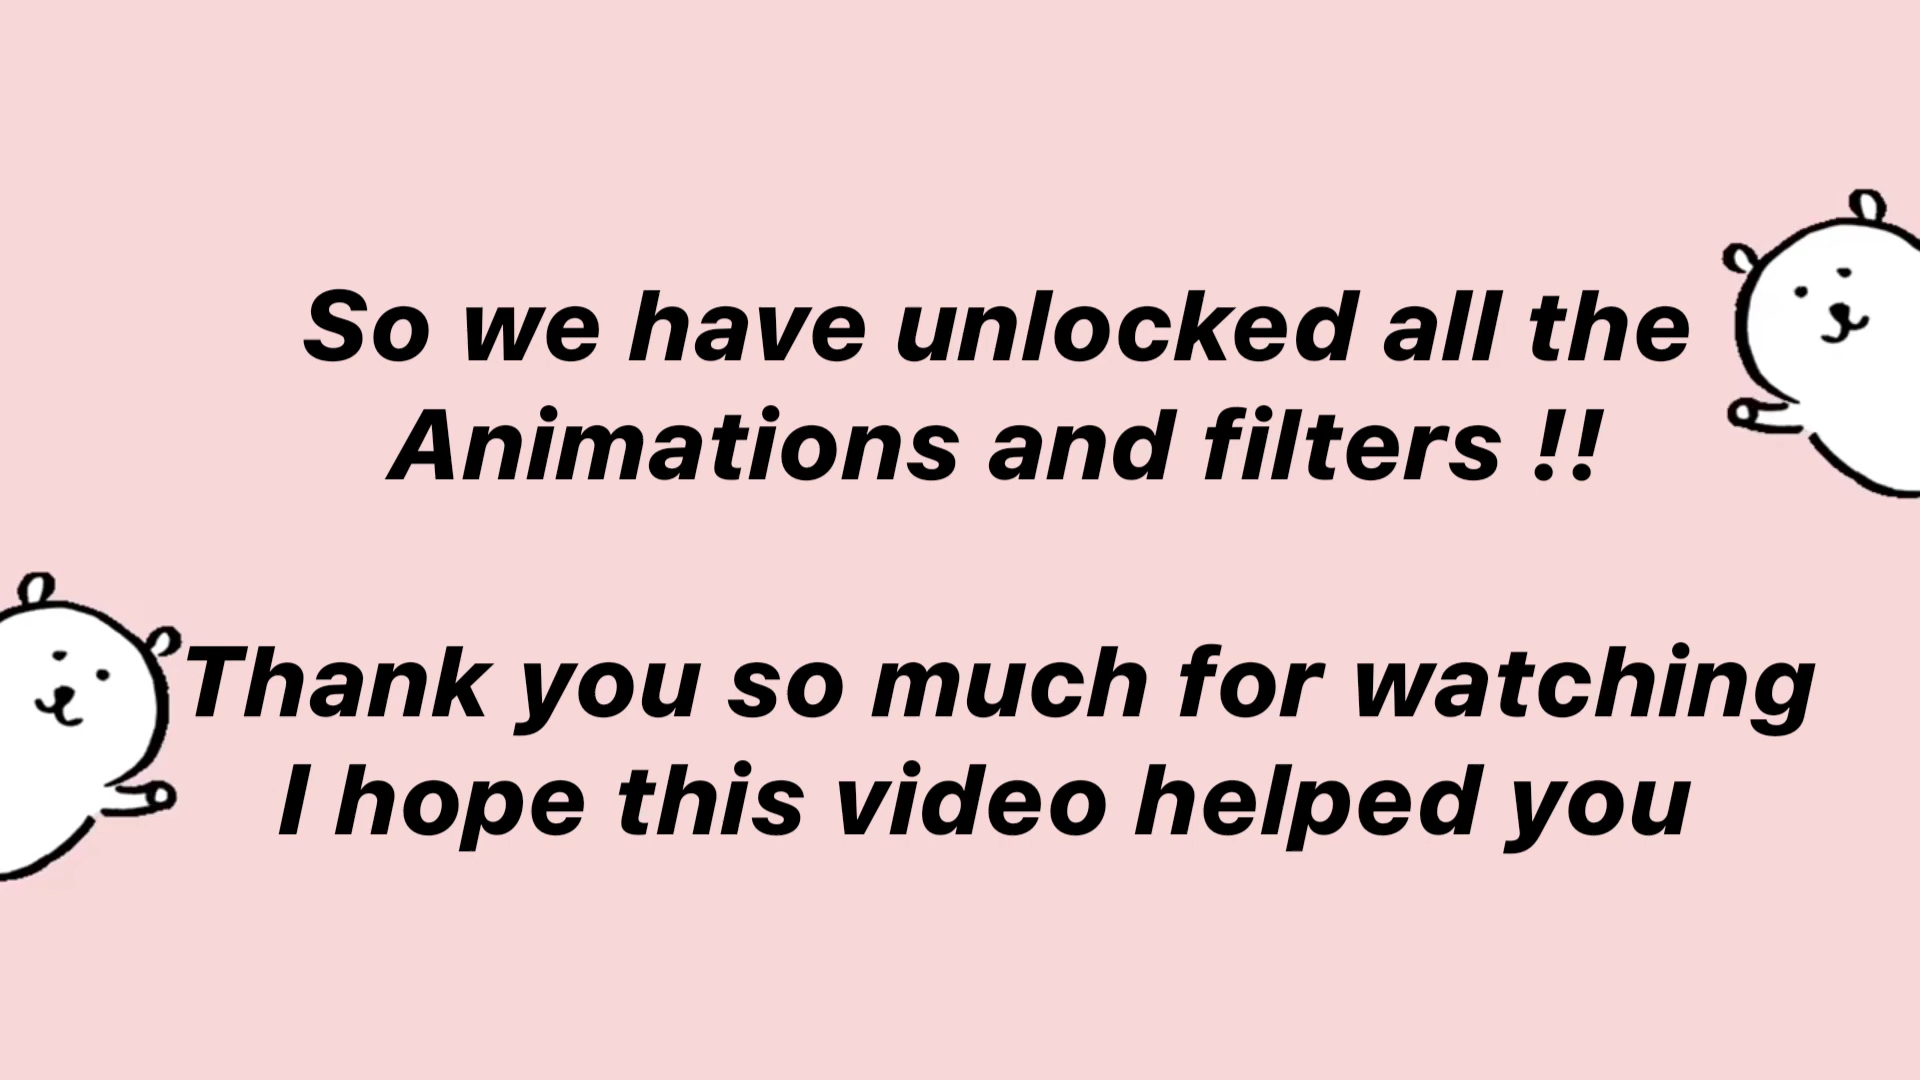 So we have unlocked all the
Animations and filters !!
Thank you so much for watching
I hope this video helped you